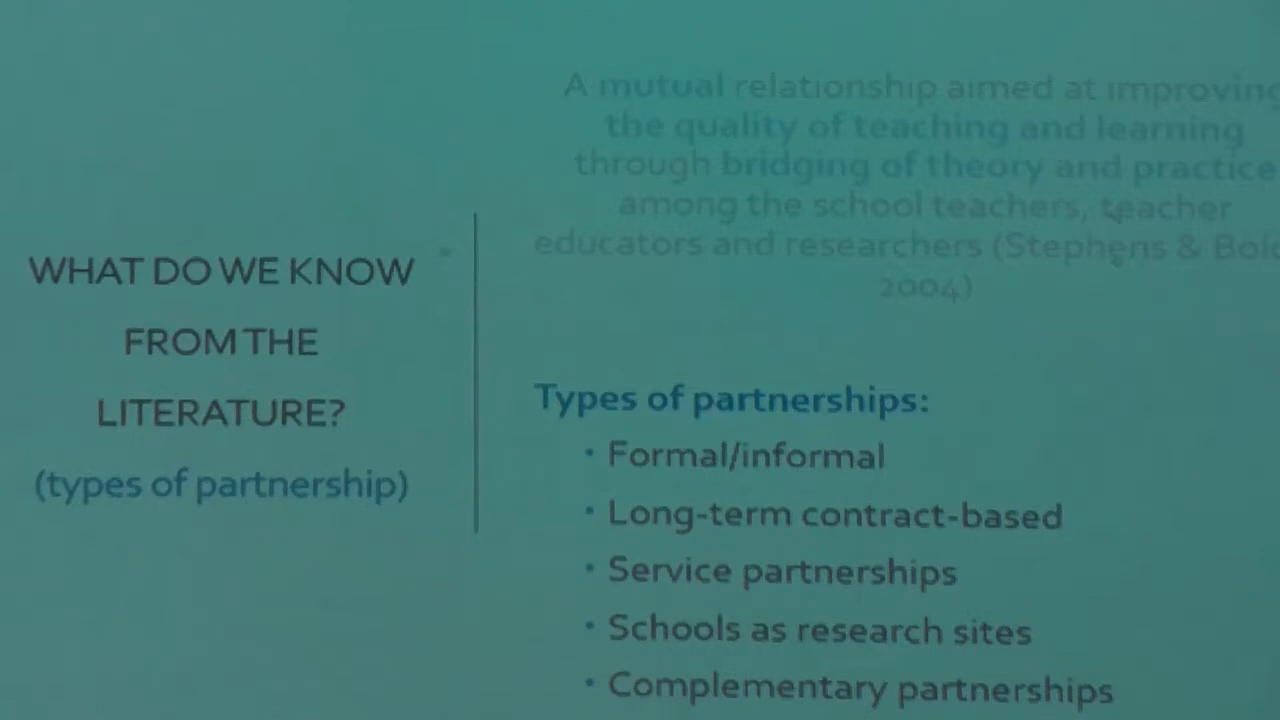 WHAT DO WE KNOW
FROM THE
LITERATURE?
(types of partnership)
A mutual relationship aimed at improving
the quality of teaching and learning
through bridging of theory and practice
among the school teachers, teacher
educators and researchers (Stephens &
2004)
Types of partnerships:
• Formal/informal
• Long-term contract-based
• Service partnerships
• Schools as research sites
• Complementary partnerships